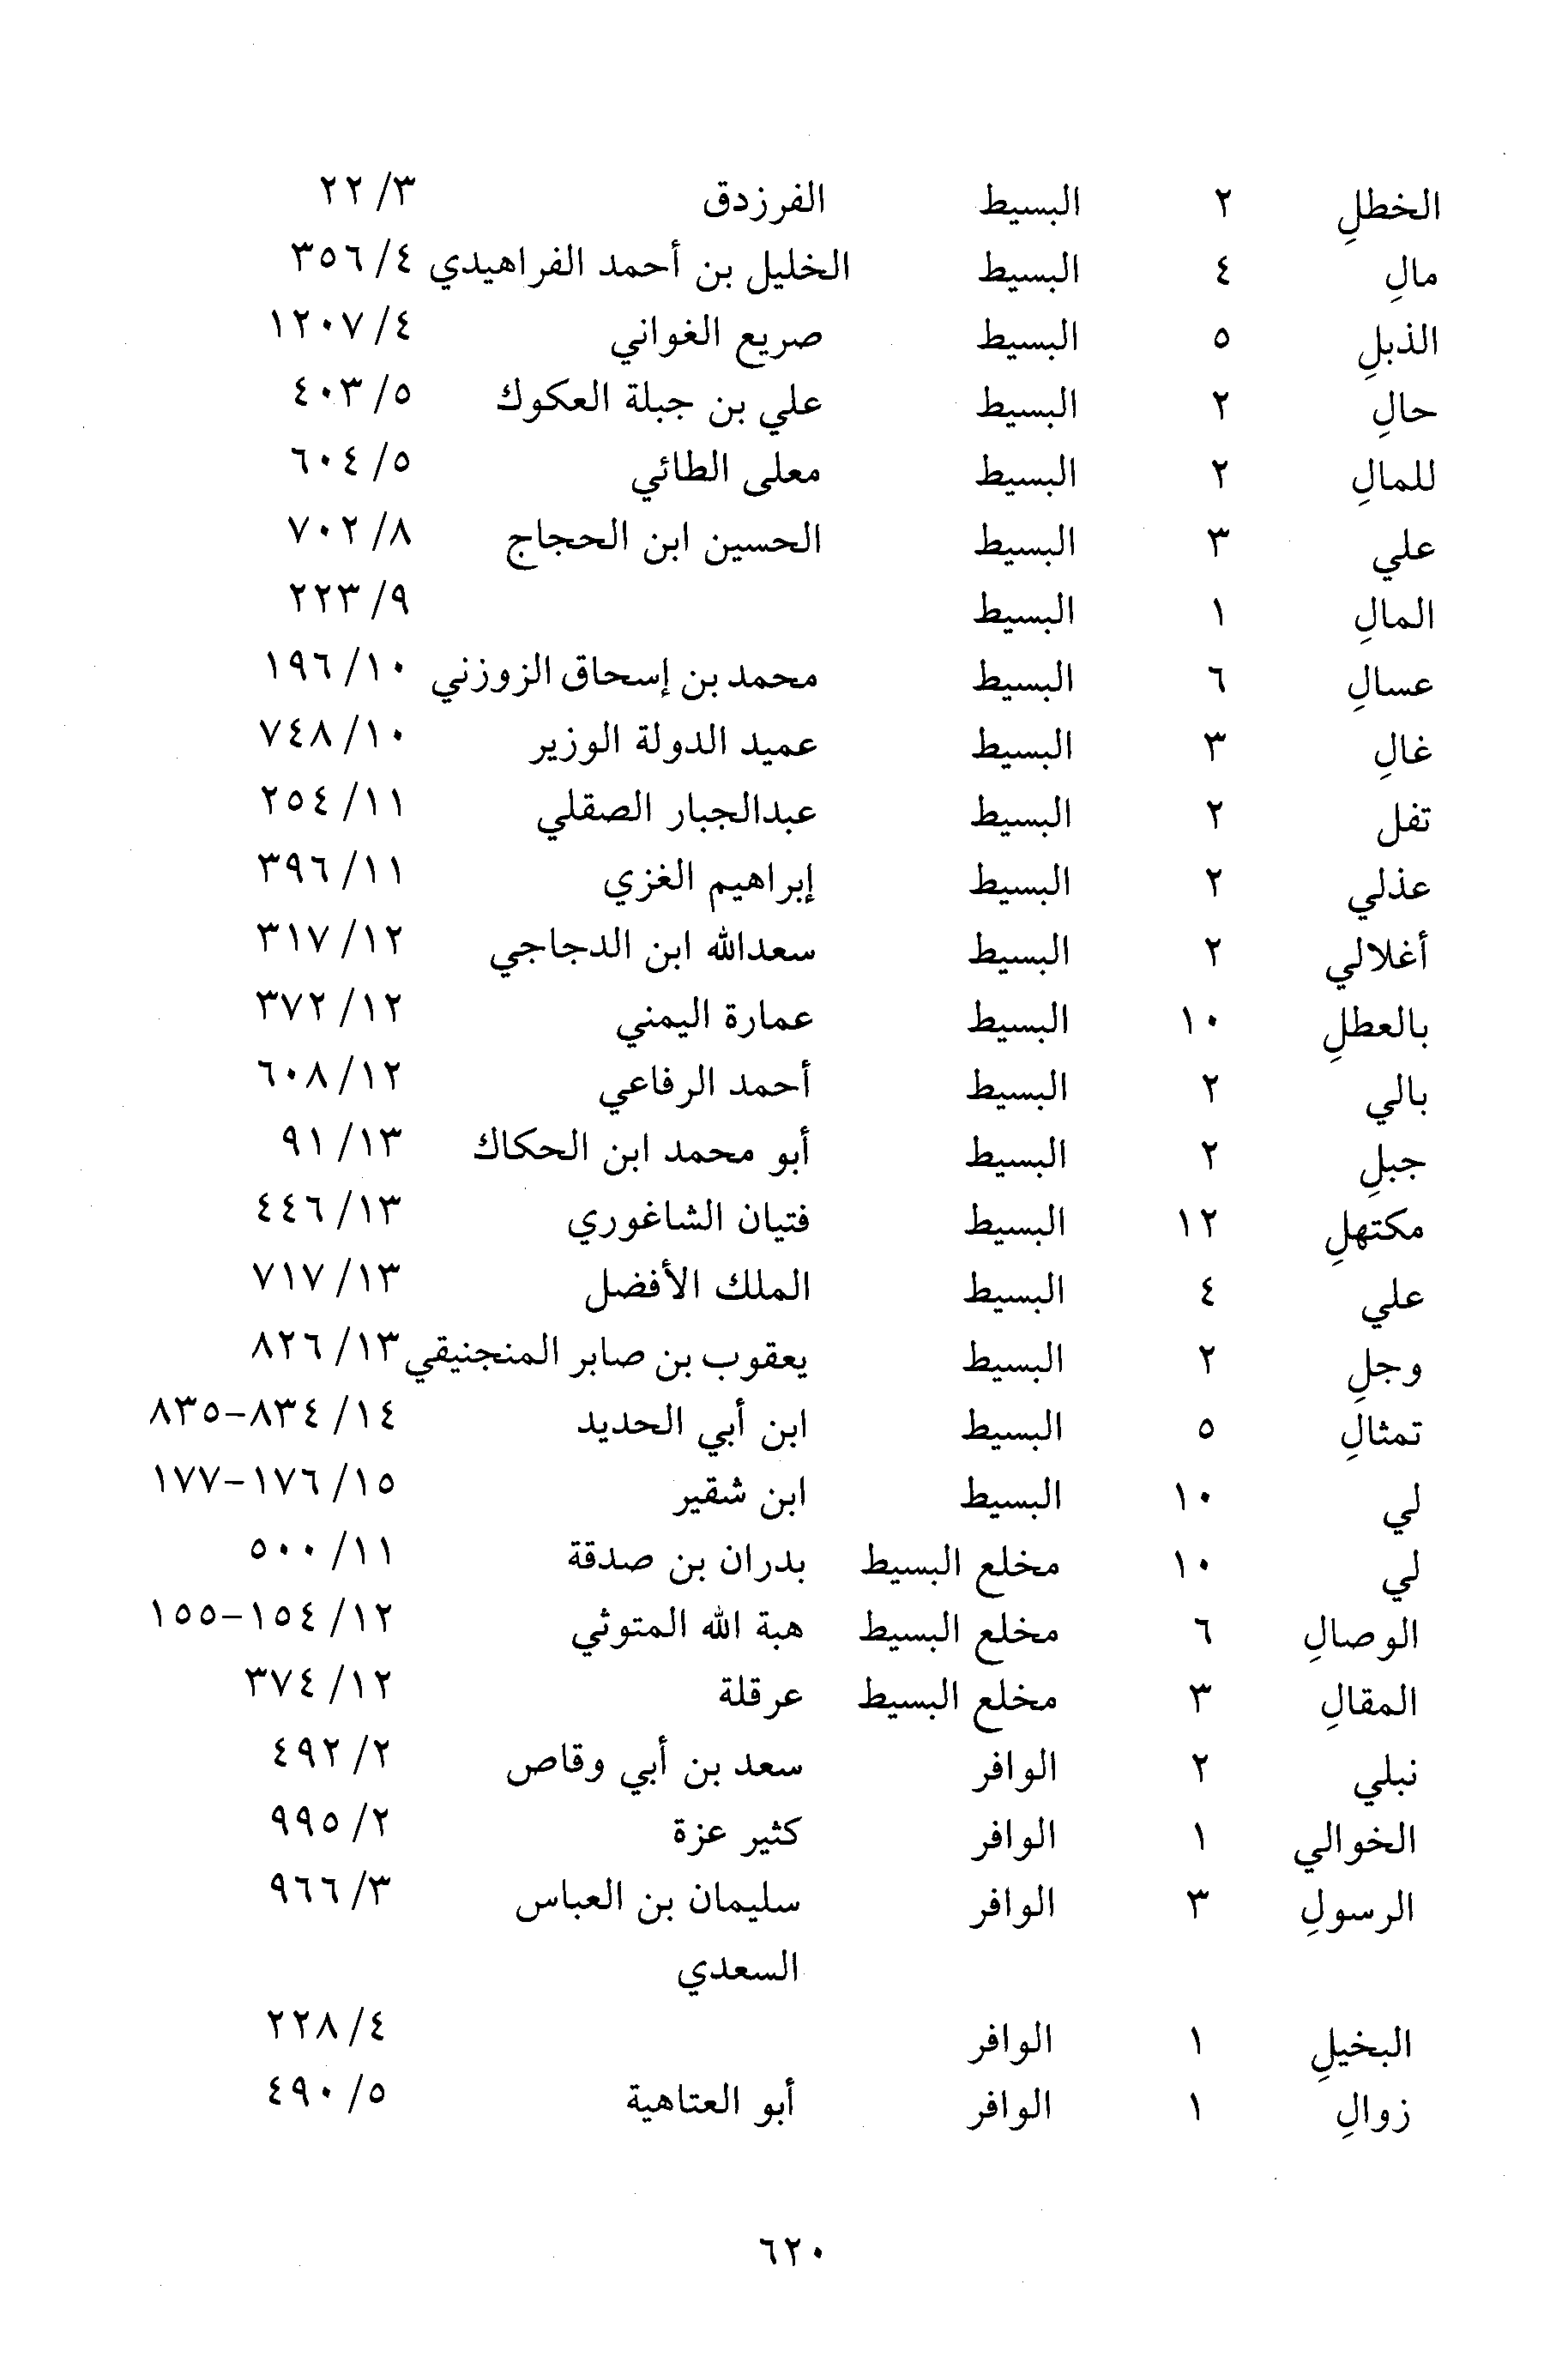 الخطلِ ٢ البسيط الفرزدق ٣/ ٢٢
مالِ ٤ البسيط الخليل بن أحمد الفراهيدي ٤/ ٣٥٦
الذبلِ ٥ البسيط صريع الغواني ٤/ ١٢٠٧
حالِ ٢ البسيط علي بن جبلة العكوك ٥/ ٤٠٣
للمالِ ٢ البسيط معلى الطائي ٥/ ٦٠٤
علي ٣ البسيط الحسين ابن الحجاج ٨/ ٧٠٢
المالِ ١ البسيط ٩/ ٢٢٣
عسالِ ٦ البسيط محمد بن إسحاق الزوزني ١٠/ ١٩٦
غالِ ٣ البسيط عميد الدولة الوزير ١٠/ ٧٤٨
تفل ٢ البسيط عبدالجبار الصقلي ١١/ ٢٥٤
عذلي ٢ البسيط إبراهيم الغزي ١١/ ٣٩٦
أغلالي ٢ البسيط سعدالله ابن الدجاجي ١٢/ ٣١٧
بالعطلِ ١٠ البسيط عمارة اليمني ١٢/ ٣٧٢
بالي ٢ البسيط أحمد الرفاعي ١٢/ ٦٠٨
جبلِ ٢ البسيط أبو محمد ابن الحكاك ١٣/ ٩١
مكتهلِ ١٢ البسيط فتيان الشاغوري ١٣/ ٤٤٦
علي ٤ البسيط الملك الأفضل ١٣/ ٧١٧
وجلِ ٢ البسيط يعقوب بن صابر المنجنيقي ١٣/ ٨٢٦
تمثالِ ٥ البسيط ابن أبي الحديد ١٤/ ٨٣٤-٨٣٥
لي ١٠ البسيط ابن شقير ١٥/ ١٧٦-١٧٧
لي ١٠ مخلع البسيط بدران بن صدقة ١١/ ٥٠٠
الوصالِ ٦ مخلع البسيط هبة الله المتوثي ١٢/ ١٥٤-١٥٥
المقالِ ٣ مخلع البسيط عرقلة ١٢/ ٣٧٤
نبلي ٢ الوافر سعد بن أبي وقاص ٢/ ٤٩٢
الخوالي ١ الوافر كثير عزة ٢/ ٩٩٥
الرسولِ ٣ الوافر سليمان بن العباس ٣/ ٩٦٦
السعدي
البخيلِ ١ الوافر ٤/ ٢٢٨
زوالِ ١ الوافر أبو العتاهية ٥/ ٤٩٠
٦٢٠